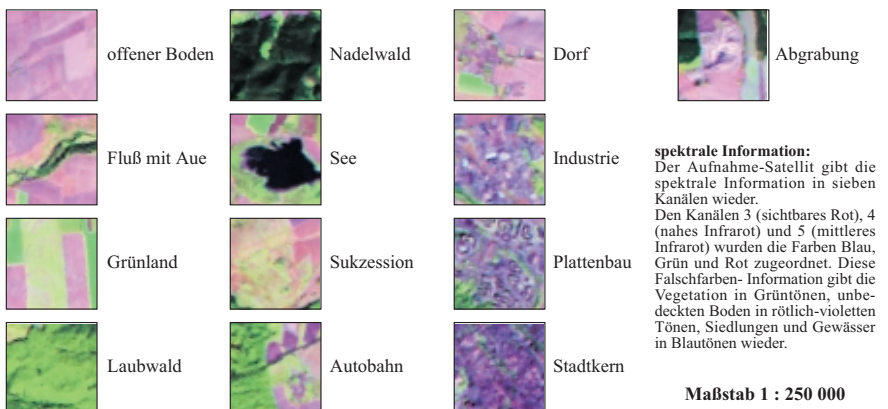 offener Boden
Fluß mit Aue
Grünland
Laubwald
Nadelwald
See
Sukzession
Autobahn
Dorf
Industrie
Plattenbau
Stadtkern
Abgrabung
spektrale Information:
Der Aufnahme-Satellit gibt die
spektrale Information in sieben
Kanälen wieder.
Den Kanälen 3 (sichtbares Rot), 4
(nahes Infrarot) und 5 (mittleres
Infrarot) wurden die Farben Blau,
Grün und Rot zugeordnet. Diese
Falschfarben- Information gibt die
Vegetation in Grüntönen, unbe-
deckten Boden in rötlich-violetten
Tönen, Siedlungen und Gewässer
in Blautönen wieder.
Maßstab 1 : 250 000